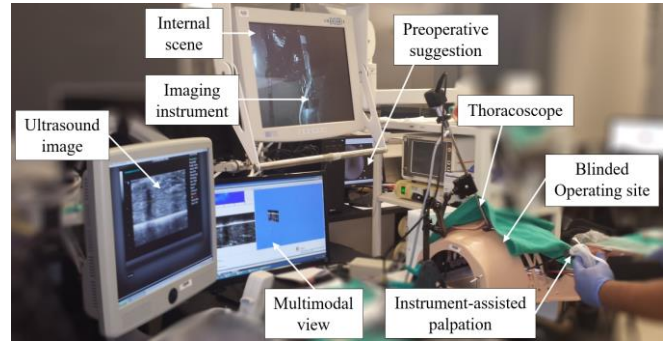 Internal
scene
Preoperative
suggestion
Imaging
instrument
Thoracoscope
Ultrasound
image
Blinded
Operating site
Multimodal
view
Instrument-assisted
palpation